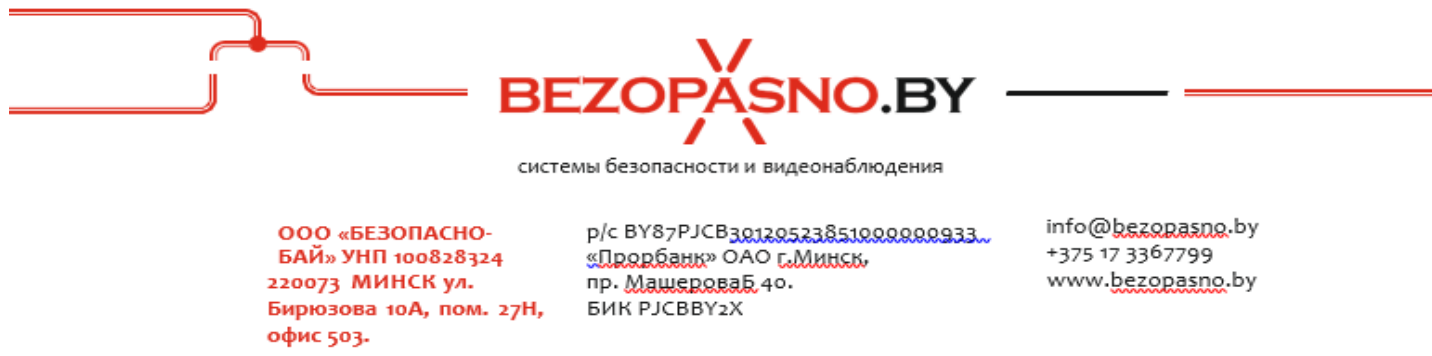 BEZOPASNO.BY
системы безопасности и видеонаблюдения
ООО «БЕЗОПАСНО-
БАЙ» УНП 100828324
220073 МИНСК ул.
Бирюзова 10А, пом. 27Н,
офис 503.
р/с BY87PJCB30120523851000000933
«Прорбанк» ОАО г.Минск,
пр. МашероваБ 40.
БИК PJCBBY2X
info@bezopasno.by
+375 17 3367799
www.bezopasno.by